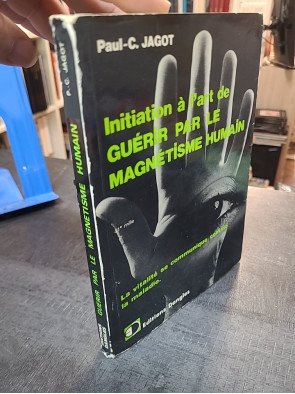 Paul-C. JAGOT
Initiation à l'art de
GUÉRIR PAR LE
MAGNÉTISME HUMAIN
La vitalité se communique comme
la maladie.
Editions Dangles
P. C. JAGOT
GUÉRIR PAR LE MAGNÉTISME HUMAIN